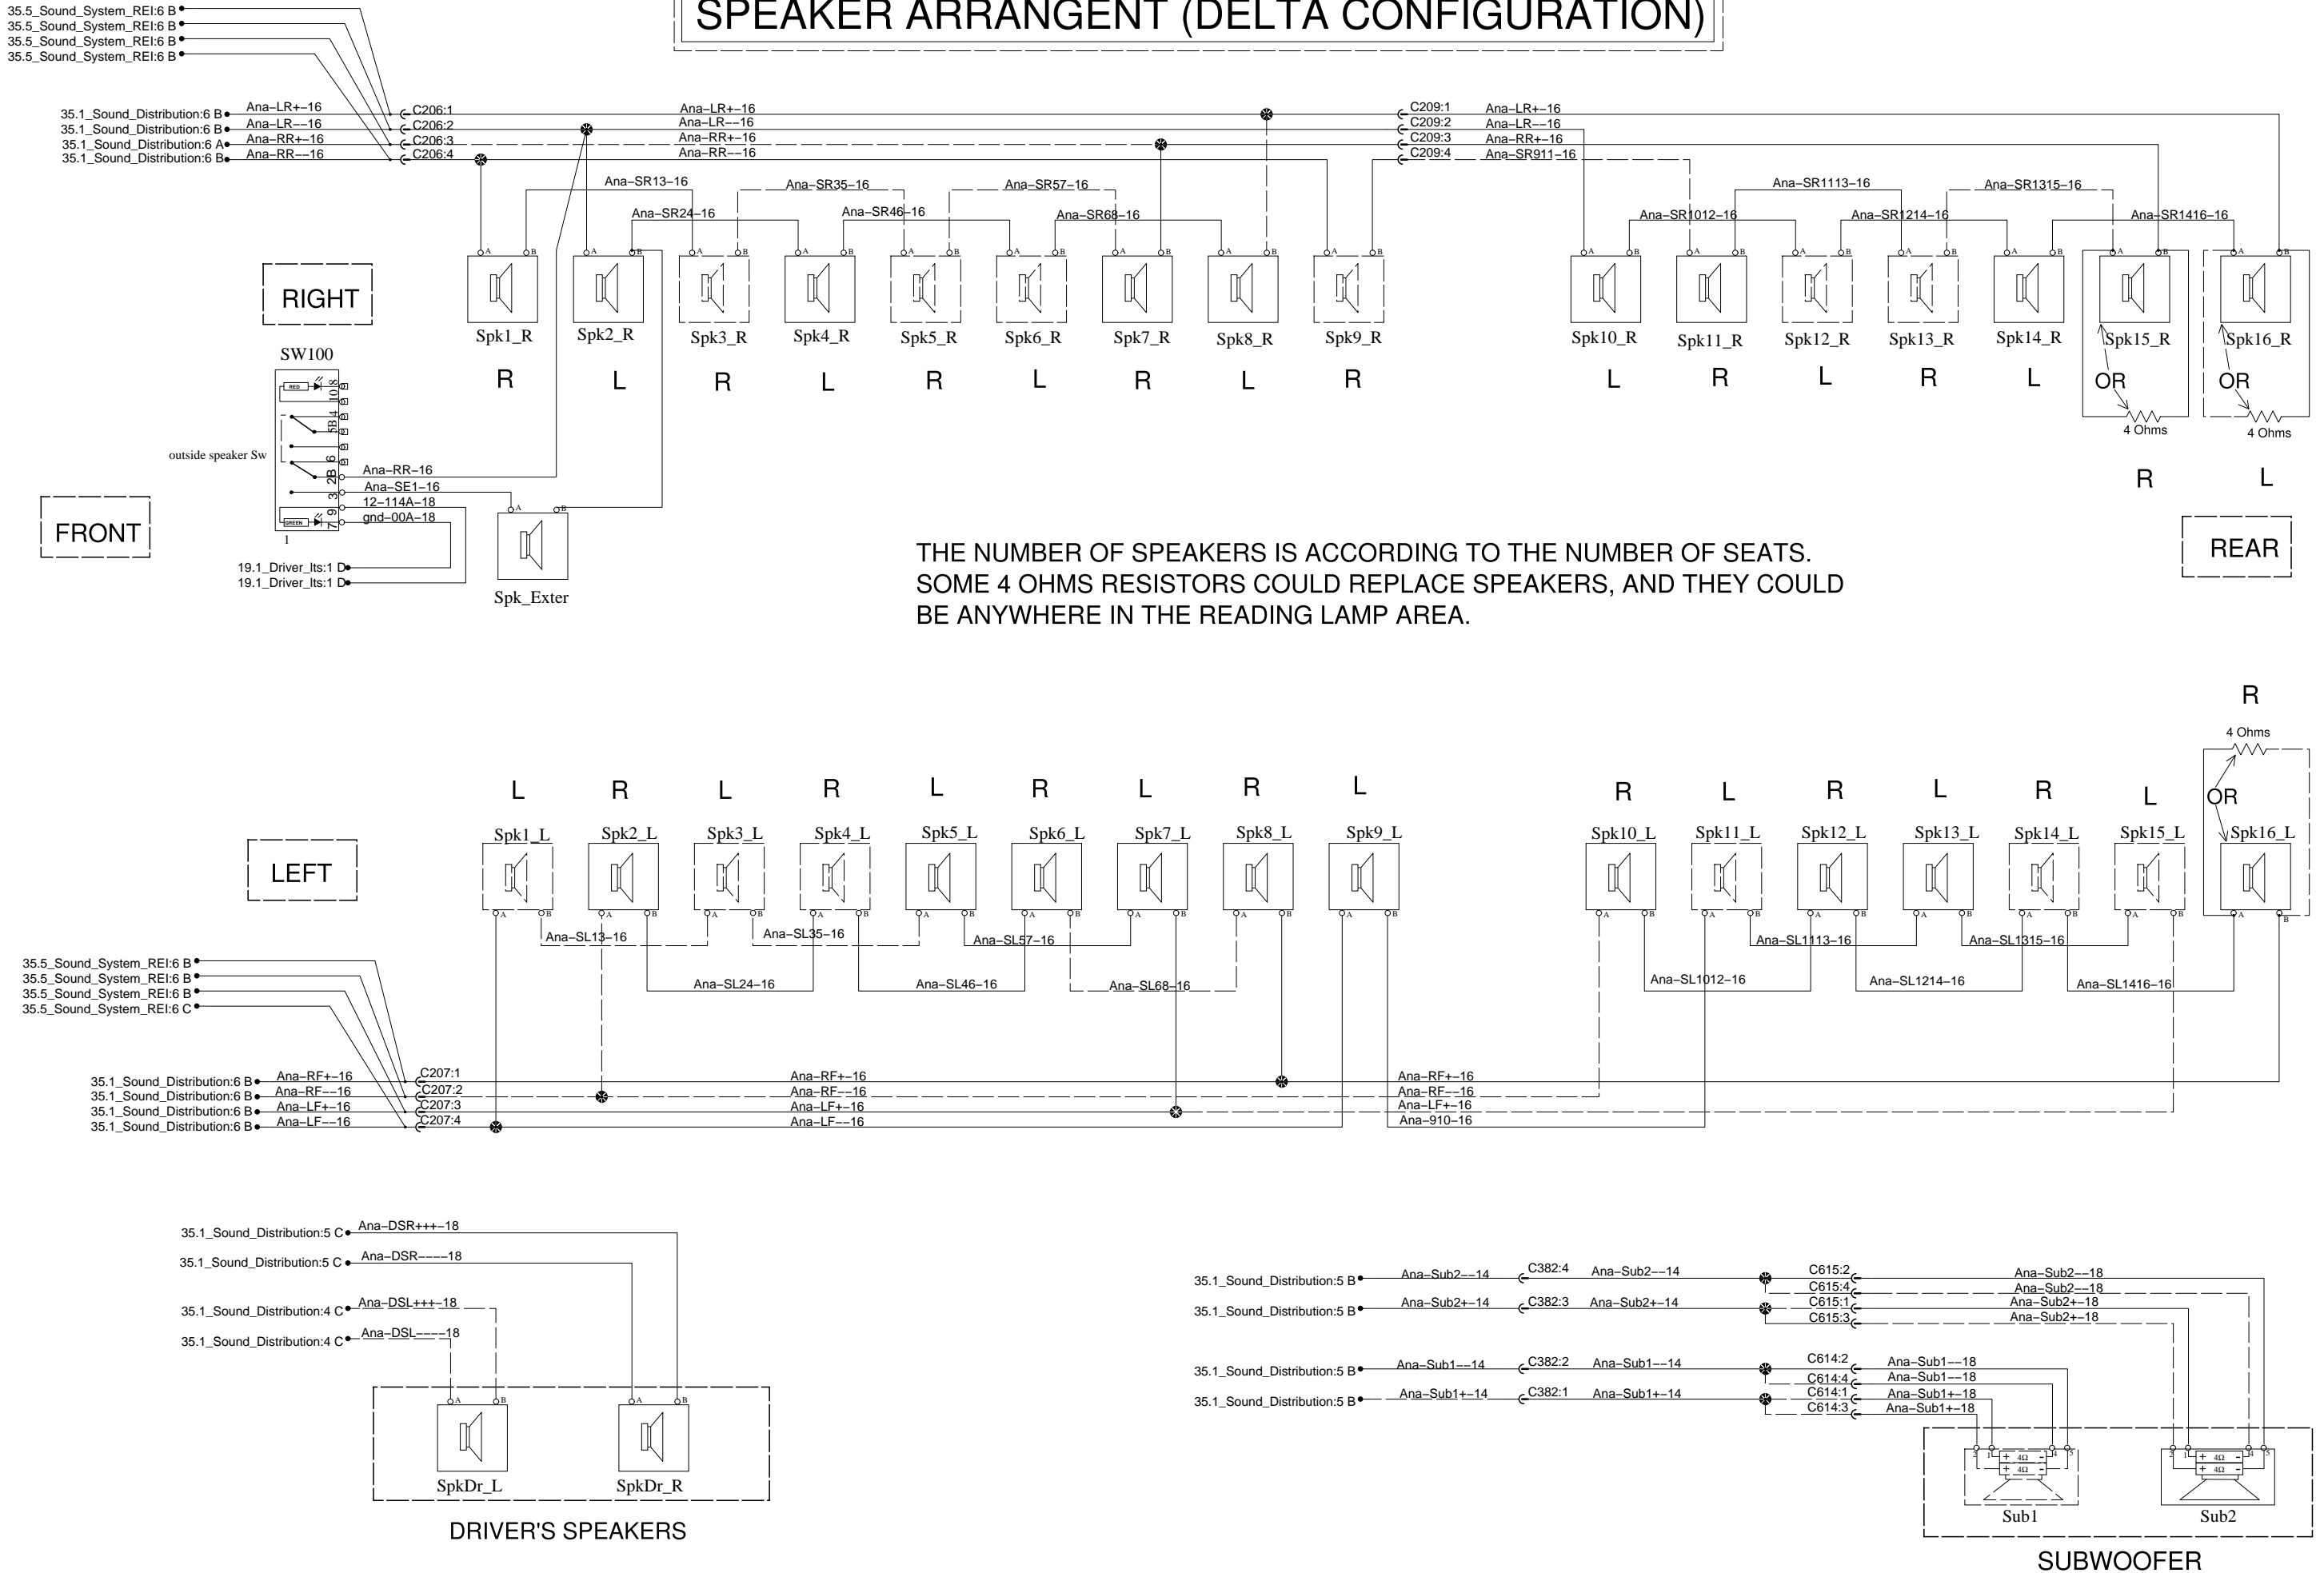 SPEAKER ARRANGENT (DELTA CONFIGURATION)
35.5_Sound_System_REI:6 B
35.5_Sound_System_REI:6 B
35.5_Sound_System_REI:6 B
35.5_Sound_System_REI:6 B
35.1_Sound_Distribution:6 B Ana-LR+-16 C206:1 Ana-LR+-16 C209:1 Ana-LR+-16
35.1_Sound_Distribution:6 B Ana-LR--16 C206:2 Ana-LR--16 C209:2 Ana-LR--16
35.1_Sound_Distribution:6 A Ana-RR+-16 C206:3 Ana-RR+-16 C209:3 Ana-RR+-16
35.1_Sound_Distribution:6 B Ana-RR--16 C206:4 Ana-RR--16 C209:4 Ana-SR911-16
Ana-SR13-16 Ana-SR35-16 Ana-SR57-16 Ana-SR1113-16 Ana-SR1315-16
Ana-SR24-16 Ana-SR46-16 Ana-SR68-16 Ana-SR1012-16 Ana-SR1214-16 Ana-SR1416-16
A B A B A B A B A B A B A B A B A B A B A B A B A B A B A B A B
RIGHT
Spk1_R Spk2_R Spk3_R Spk4_R Spk5_R Spk6_R Spk7_R Spk8_R Spk9_R Spk10_R Spk11_R Spk12_R Spk13_R Spk14_R Spk15_R Spk16_R
R L R L R L R L R L R L R L OR OR
4 Ohms 4 Ohms
R L
SW100
RED 10 8
5B 4
outside speaker Sw
6
2B Ana-RR-16
3 Ana-SE1-16
9 12-114A-18
GREEN 7 gnd-00A-18
1
A B
19.1_Driver_lts:1 D
19.1_Driver_lts:1 D
Spk_Exter
FRONT
REAR
THE NUMBER OF SPEAKERS IS ACCORDING TO THE NUMBER OF SEATS.
SOME 4 OHMS RESISTORS COULD REPLACE SPEAKERS, AND THEY COULD
BE ANYWHERE IN THE READING LAMP AREA.
R
4 Ohms
L R L R L R L R L R L R L R L OR
LEFT
Spk1_L Spk2_L Spk3_L Spk4_L Spk5_L Spk6_L Spk7_L Spk8_L Spk9_L Spk10_L Spk11_L Spk12_L Spk13_L Spk14_L Spk15_L Spk16_L
A B A B A B A B A B A B A B A B A B A B A B A B A B A B A B A B
Ana-SL13-16 Ana-SL35-16 Ana-SL57-16 Ana-SL1113-16 Ana-SL1315-16
Ana-SL24-16 Ana-SL46-16 Ana-SL68-16 Ana-SL1012-16 Ana-SL1214-16 Ana-SL1416-16
35.5_Sound_System_REI:6 B
35.5_Sound_System_REI:6 B
35.5_Sound_System_REI:6 B
35.5_Sound_System_REI:6 C
35.1_Sound_Distribution:6 B Ana-RF+-16 C207:1 Ana-RF+-16 Ana-RF+-16
35.1_Sound_Distribution:6 B Ana-RF--16 C207:2 Ana-RF--16 Ana-RF--16
35.1_Sound_Distribution:6 B Ana-LF+-16 C207:3 Ana-LF+-16 Ana-LF+-16
35.1_Sound_Distribution:6 B Ana-LF--16 C207:4 Ana-LF--16 Ana-910-16
35.1_Sound_Distribution:5 C Ana-DSR+++-18
35.1_Sound_Distribution:5 C Ana-DSR----18
35.1_Sound_Distribution:4 C Ana-DSL+++-18
35.1_Sound_Distribution:4 C Ana-DSL----18
A B A B
SpkDr_L SpkDr_R
DRIVER'S SPEAKERS
35.1_Sound_Distribution:5 B Ana-Sub2--14 C382:4 Ana-Sub2--14 C615:2 Ana-Sub2--18
C615:4 Ana-Sub2--18
35.1_Sound_Distribution:5 B Ana-Sub2+-14 C382:3 Ana-Sub2+-14 C615:1 Ana-Sub2+-18
C615:3 Ana-Sub2+-18
35.1_Sound_Distribution:5 B Ana-Sub1--14 C382:2 Ana-Sub1--14 C614:2 Ana-Sub1--18
C614:4 Ana-Sub1--18
35.1_Sound_Distribution:5 B Ana-Sub1+-14 C382:1 Ana-Sub1+-14 C614:1 Ana-Sub1+-18
C614:3 Ana-Sub1+-18
+ 4Ω - + 4Ω -
+ 4Ω - + 4Ω -
Sub1 Sub2
SUBWOOFER